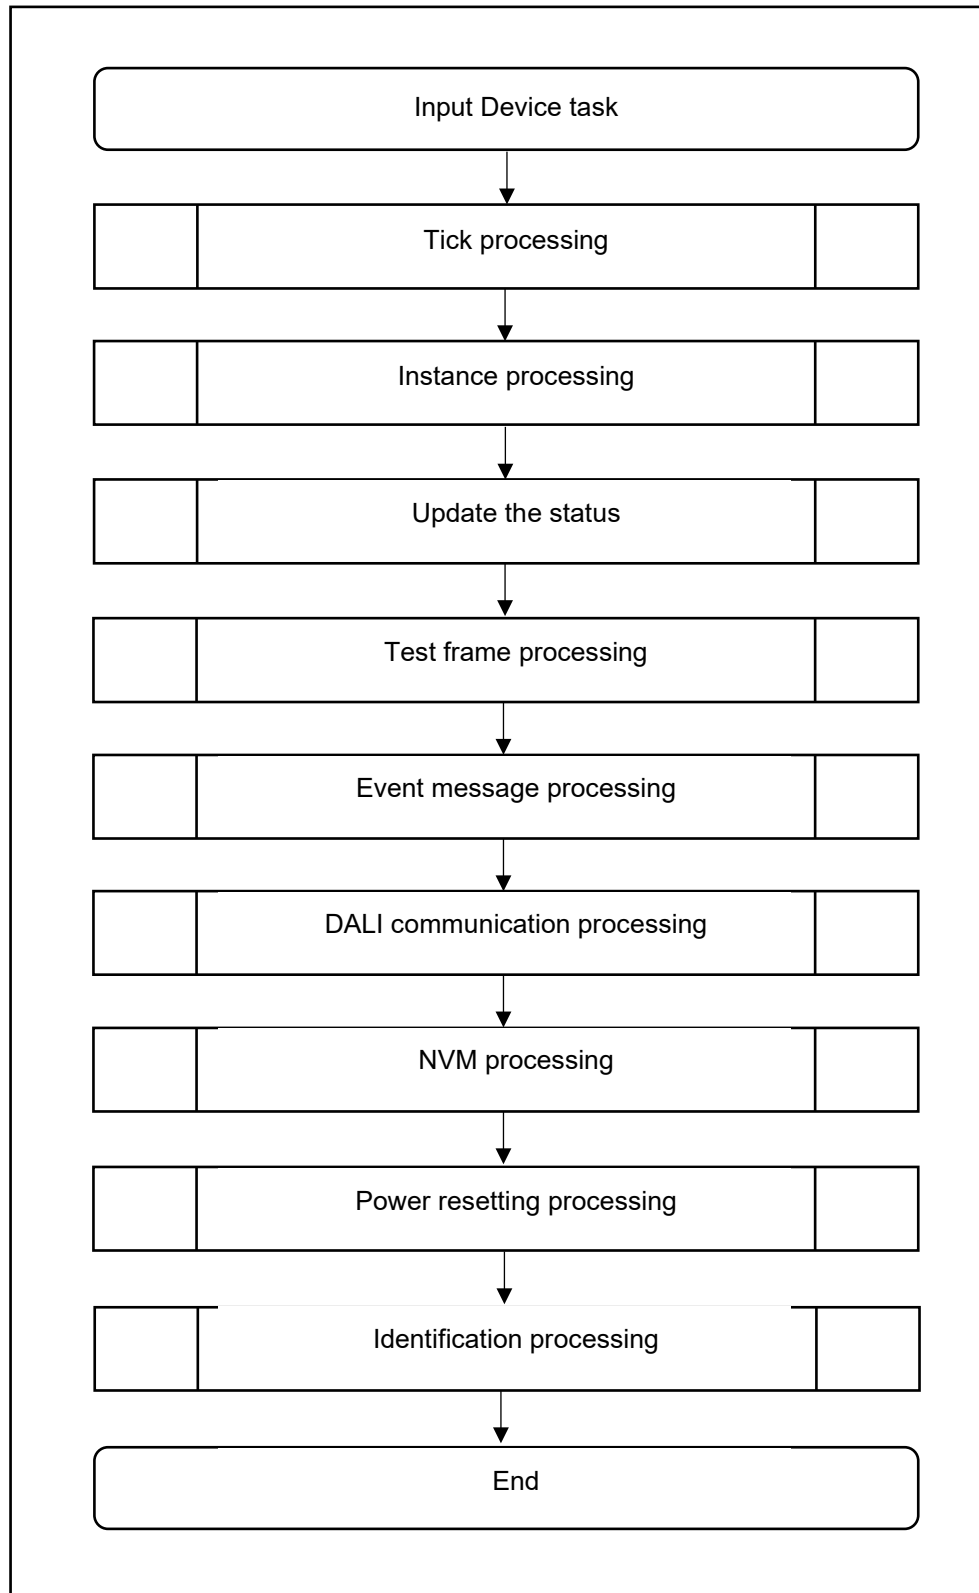 Input Device task
Tick processing
Instance processing
Update the status
Test frame processing
Event message processing
DALI communication processing
NVM processing
Power resetting processing
Identification processing
End